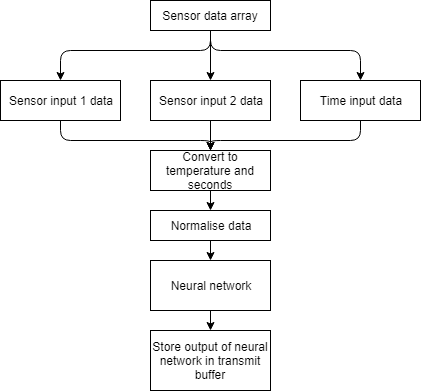 Sensor data array
Sensor input 1 data
Sensor input 2 data
Time input data
Convert to
temperature and
seconds
Normalise data
Neural network
Store output of neural
network in transmit
buffer